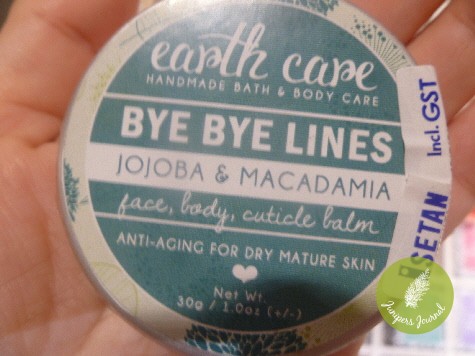 earth care
HANDMADE BATH & BODY CARE
BYE BYE LINES
JOJOBA & MACADAMIA
face, body, cuticle balm
ANTI-AGING FOR DRY MATURE SKIN
Net Wt.
30g / 1.0oz (+/-)
SETAN Incl. GST
Junipers Journal